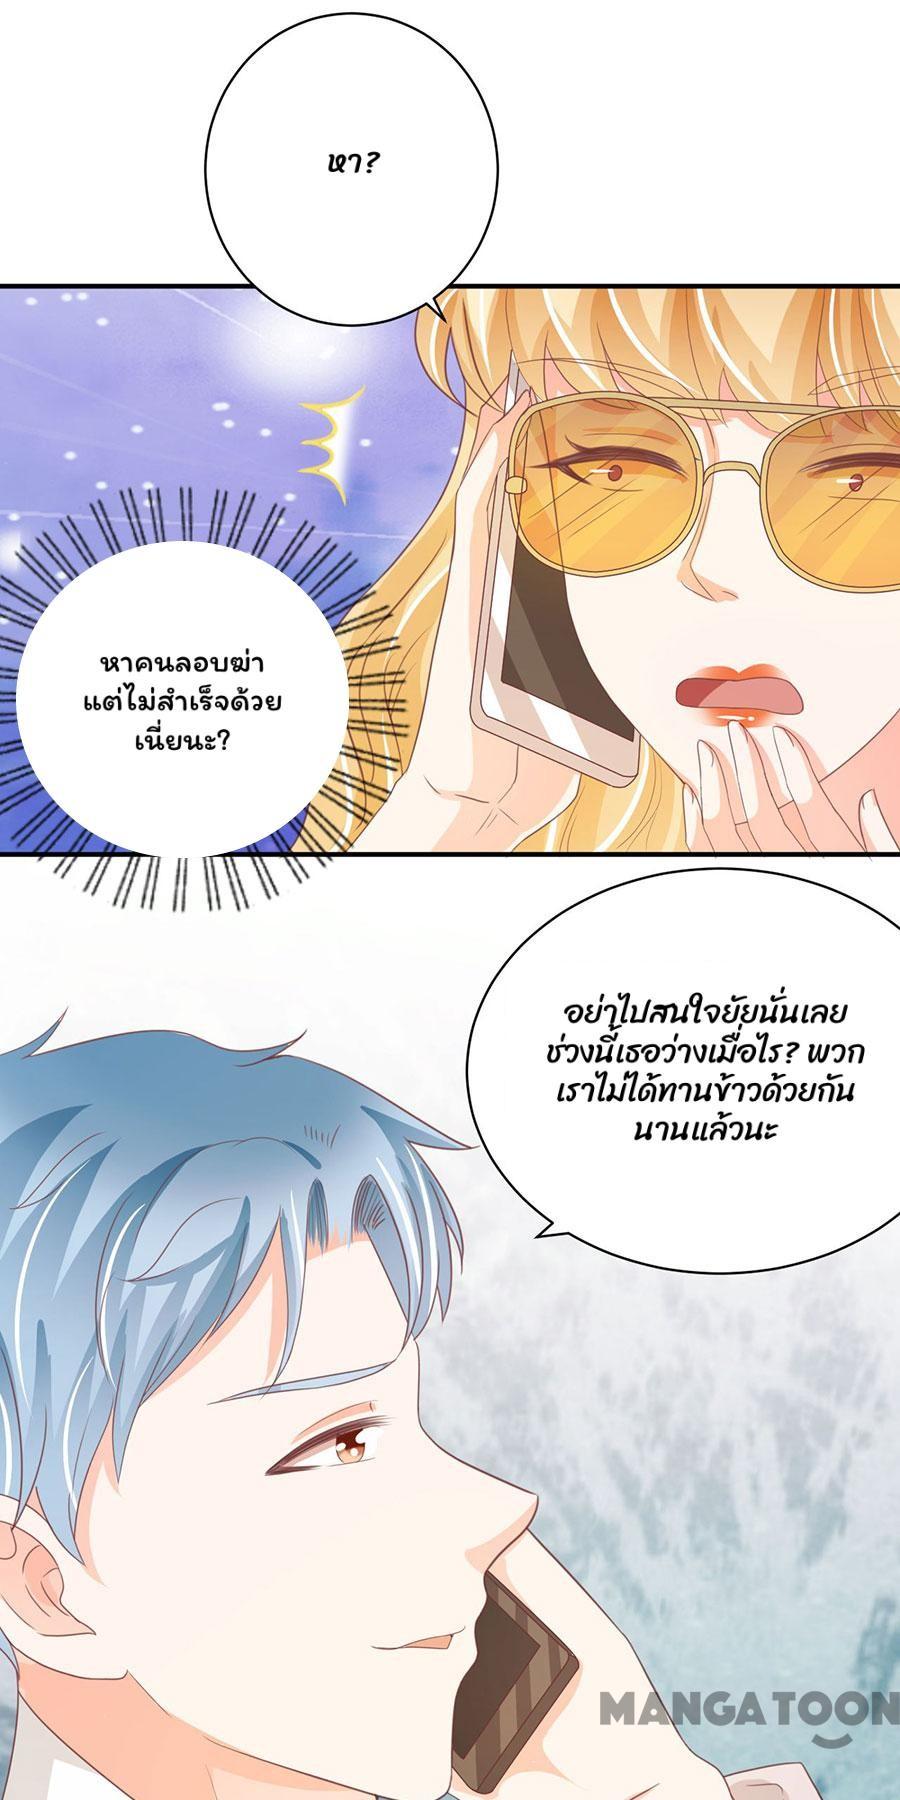 หา?
หาคนลอบฆ่า
แต่ไม่สำเร็จด้วย
เนี่ยนะ?
อย่าไปสนใจยัยนั่นเลย
ช่วงนี้เธอว่างเมื่อไร? พวก
เราไม่ได้ทานข้าวด้วยกัน
นานแล้วนะ
MANGATOON